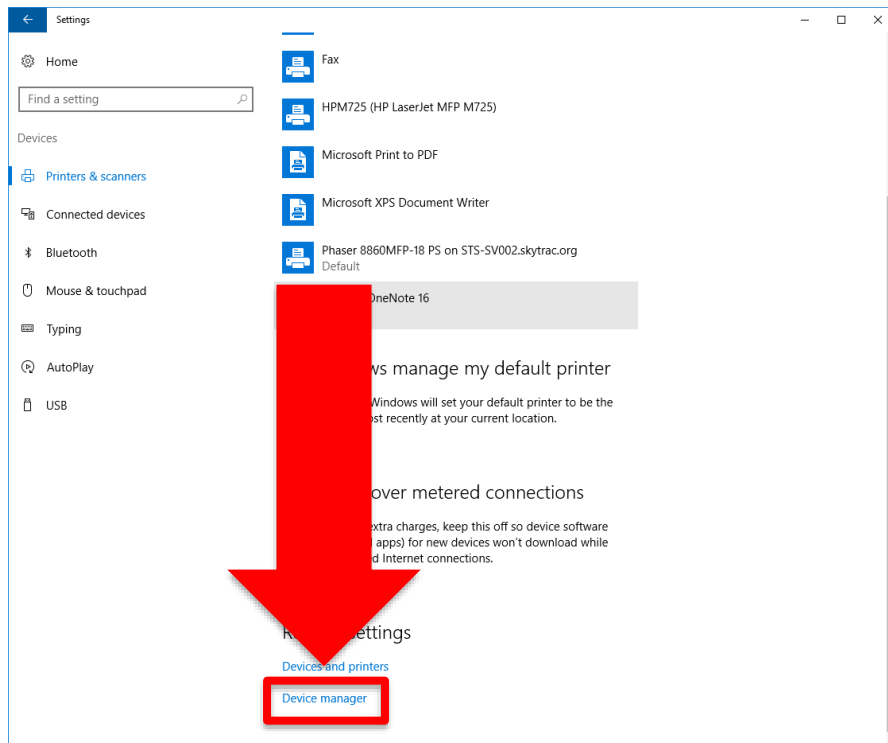 Settings
Home
Find a setting
Devices
Printers & scanners
Connected devices
Bluetooth
Mouse & touchpad
Typing
AutoPlay
USB
Fax
HPM725 (HP LaserJet MFP M725)
Microsoft Print to PDF
Microsoft XPS Document Writer
Phaser 8860MFP-18 PS on STS-SV002.skytrac.org
Default
OneNote 16
manage my default printer
Windows will set your default printer to be the
recently at your current location.
over metered connections
extra charges, keep this off so device software
apps) for new devices won't download while
Internet connections.
Devices and printers
Device manager